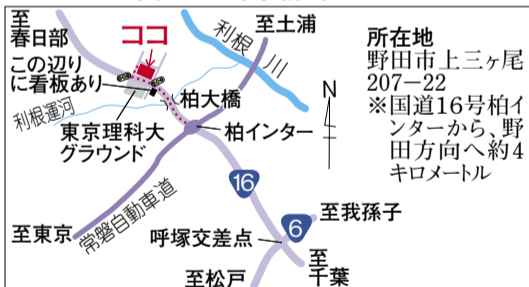 至
春日部
ココ
この辺り
に看板あり
利根運河
東京理科大
グラウンド
柏大橋
利根川
至土浦
柏インター
N
常磐自動車道
至東京
16
6
至我孫子
呼塚交差点
至松戸
至
千葉
所在地
野田市上三ヶ尾
207−22
※国道16号柏イ
ンターから、野
田方向へ約4
キロメートル